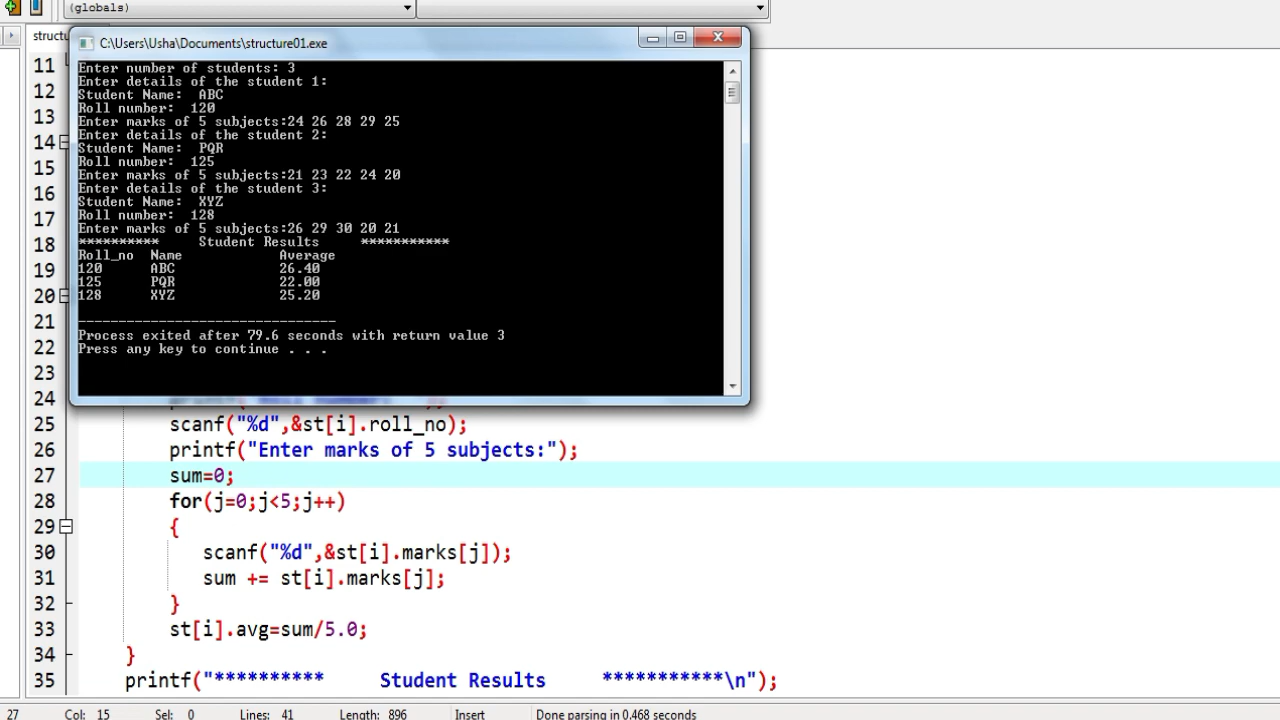 (globals)
structu
C:\Users\Usha\Documents\structure01.exe
Enter number of students: 3
Enter details of the student 1:
Student Name:  ABC
Roll number:  120
Enter marks of 5 subjects:24 26 28 29 25
Enter details of the student 2:
Student Name:  PQR
Roll number:  125
Enter marks of 5 subjects:21 23 22 24 20
Enter details of the student 3:
Student Name:  XYZ
Roll number:  128
Enter marks of 5 subjects:26 29 30 20 21
**********     Student Results     ***********
Roll_no  Name            Average
120      ABC             26.40
125      PQR             22.00
128      XYZ             25.20
--------------------------------
Process exited after 79.6 seconds with return value 3
Press any key to continue . . .
11
12
13
14
15
16
17
18
19
20
21
22
23
24
25 scanf("%d",&st[i].roll_no);
26 printf("Enter marks of 5 subjects:");
27 sum=0;
28 for(j=0;j<5;j++)
29 {
30 scanf("%d",&st[i].marks[j]);
31 sum += st[i].marks[j];
32 }
33 st[i].avg=sum/5.0;
34 }
35 printf("**********     Student Results     ***********\n");
27 Col: 15 Sel: 0 Lines: 41 Length: 896 Insert Done parsing in 0.468 seconds